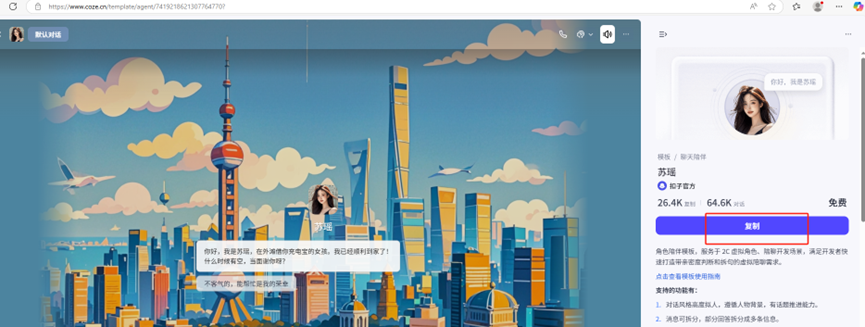 https://www.coze.cn/template/agent/7419218621307764770?
默认对话
苏瑶
你好，我是苏瑶，在外滩借你充电宝的女孩，我已经顺利到家了！
什么时候有空，当面谢你呀？
不客气的，能帮忙是我的荣幸
你好，我是苏瑶
模板 / 聊天陪伴
苏瑶
扣子官方
26.4K 复制 64.6K 对话 免费
复制
角色陪伴模板，服务于 2C 虚拟角色、陪聊开发场景，满足开发者快
速打造带亲密度判断和拆句的虚拟陪聊需求。
点击查看模板使用指南
支持的功能有：
1. 对话风格高度拟人，遵循人物背景，有话题推进能力。
2. 消息可拆分，部分回答拆分成多条信息。